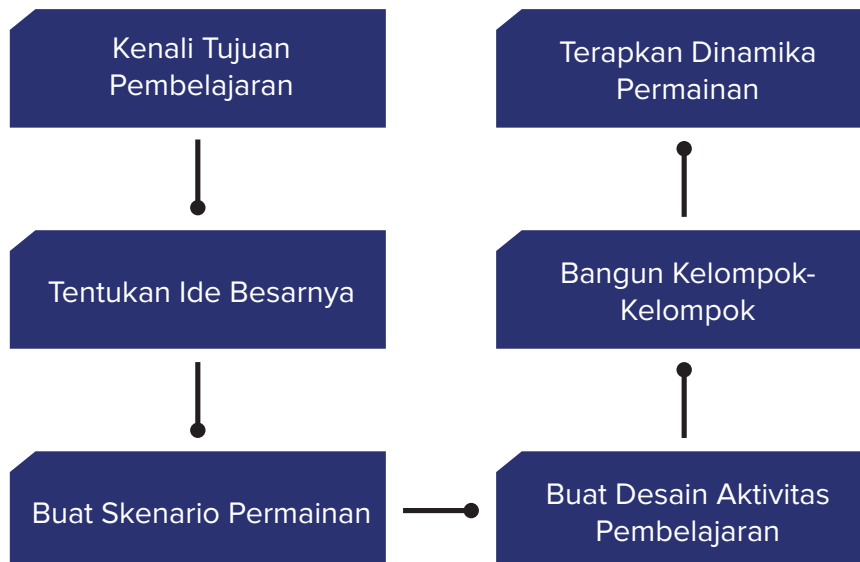 Kenali Tujuan
Pembelajaran
Tentukan Ide Besarnya
Buat Skenario Permainan
Buat Desain Aktivitas
Pembelajaran
Bangun Kelompok-
Kelompok
Terapkan Dinamika
Permainan